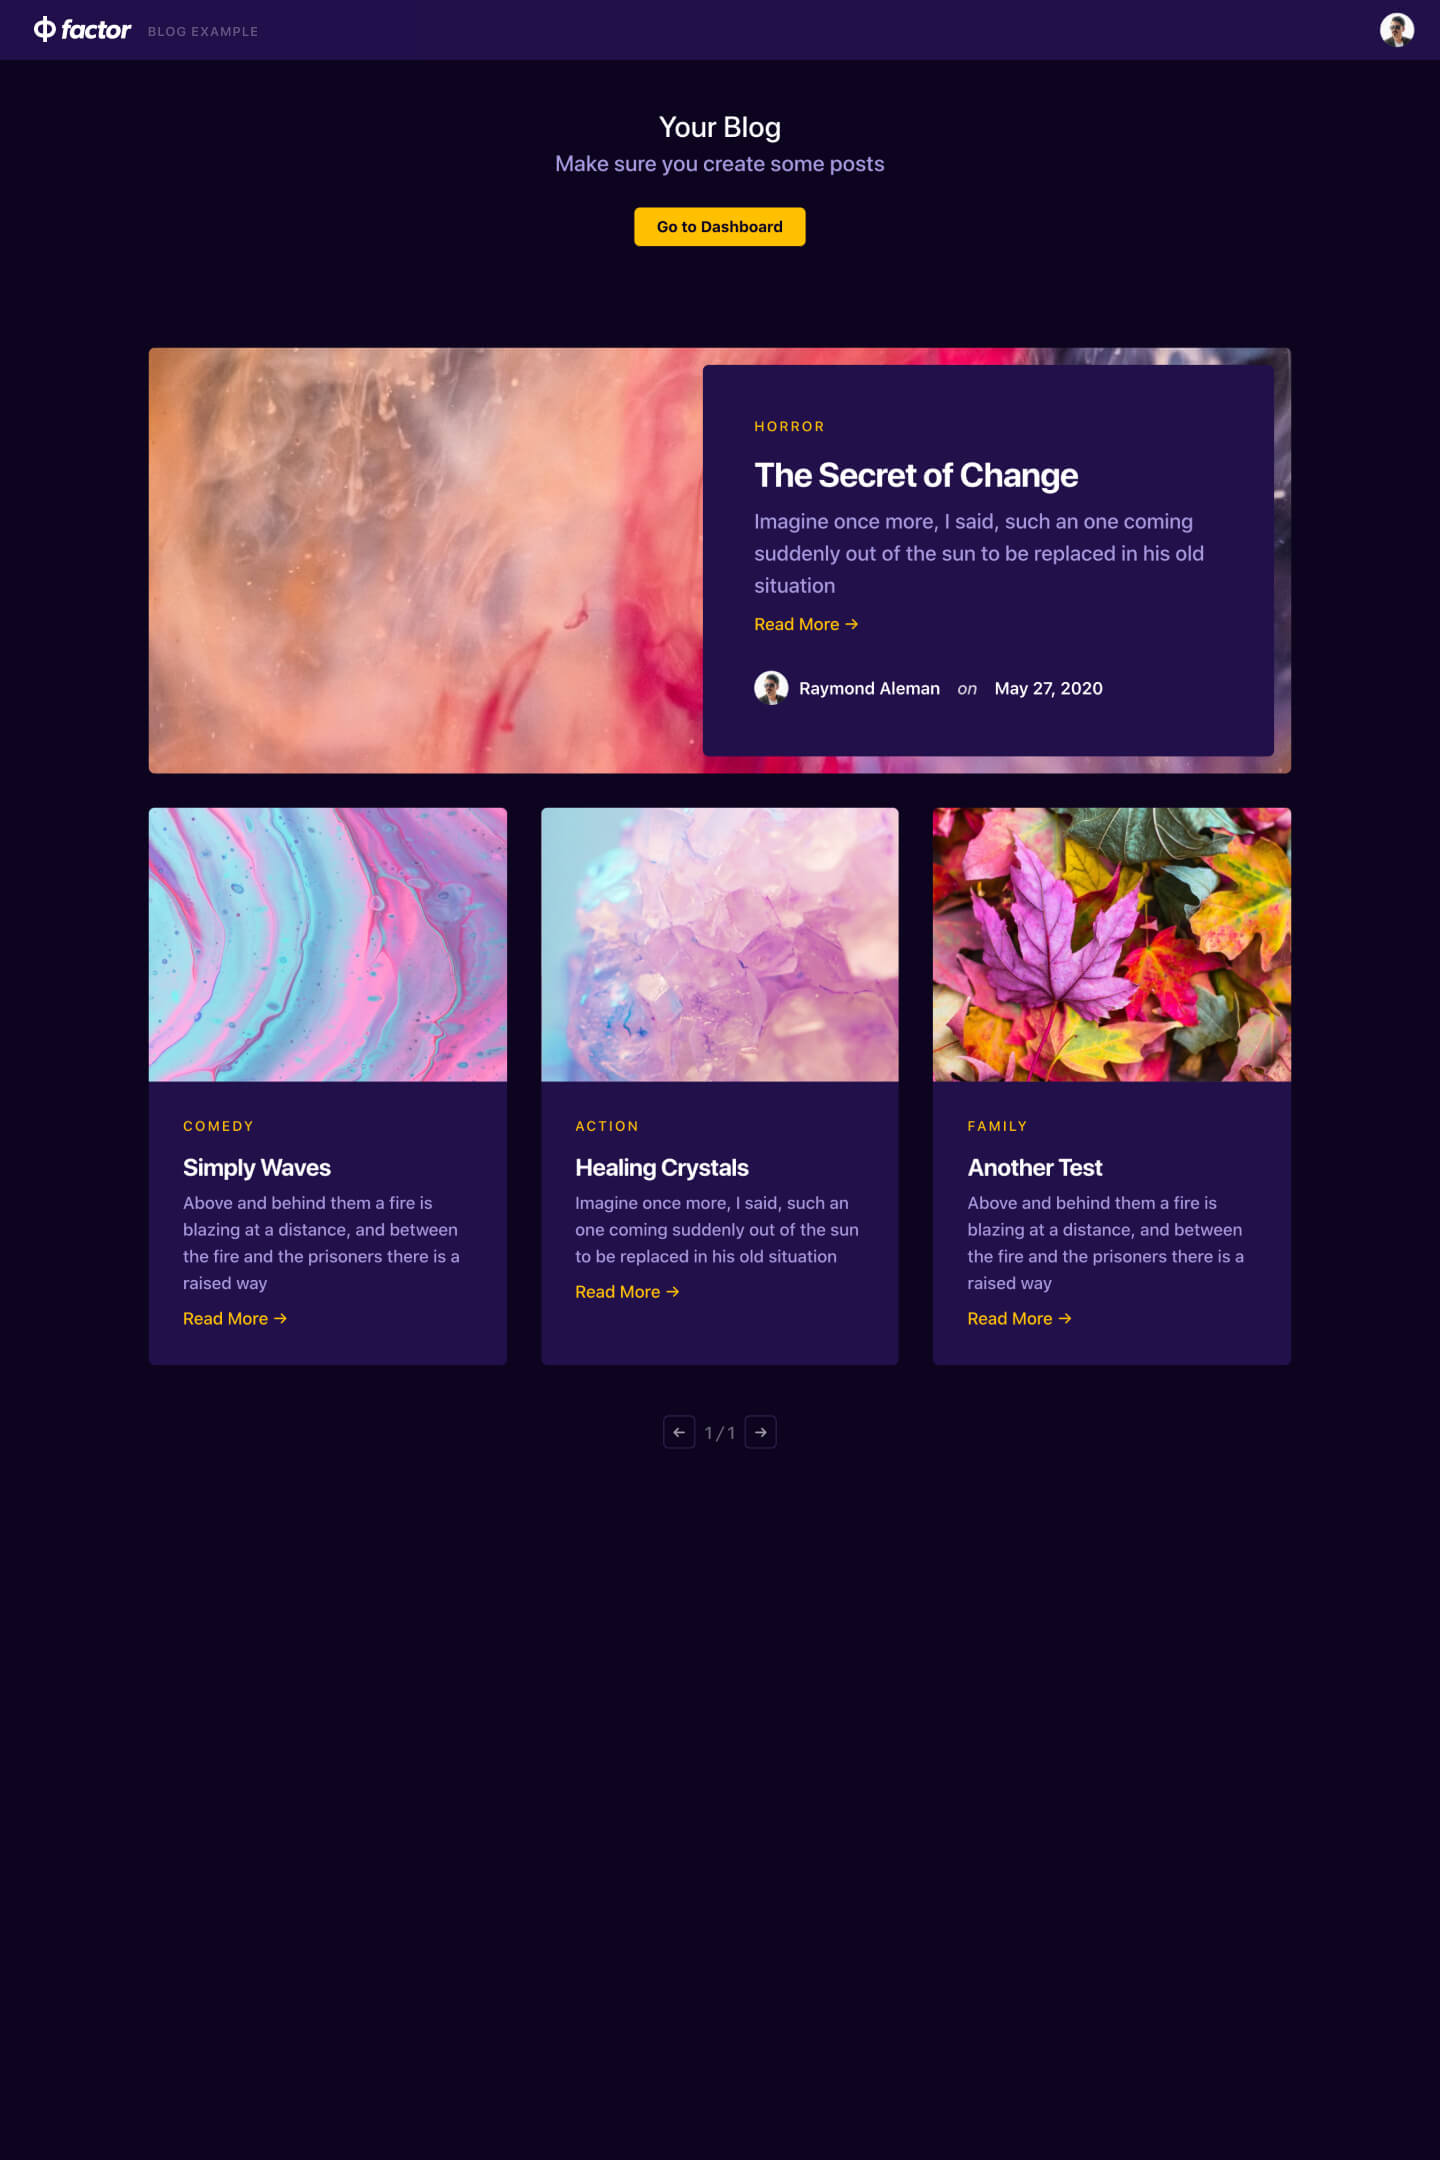 factor BLOG EXAMPLE
Your Blog
Make sure you create some posts
Go to Dashboard
HORROR
The Secret of Change
Imagine once more, I said, such an one coming
suddenly out of the sun to be replaced in his old
situation
Read More →
Raymond Aleman on May 27, 2020
COMEDY
Simply Waves
Above and behind them a fire is
blazing at a distance, and between
the fire and the prisoners there is a
raised way
Read More →
ACTION
Healing Crystals
Imagine once more, I said, such an
one coming suddenly out of the sun
to be replaced in his old situation
Read More →
FAMILY
Another Test
Above and behind them a fire is
blazing at a distance, and between
the fire and the prisoners there is a
raised way
Read More →
← 1 / 1 →